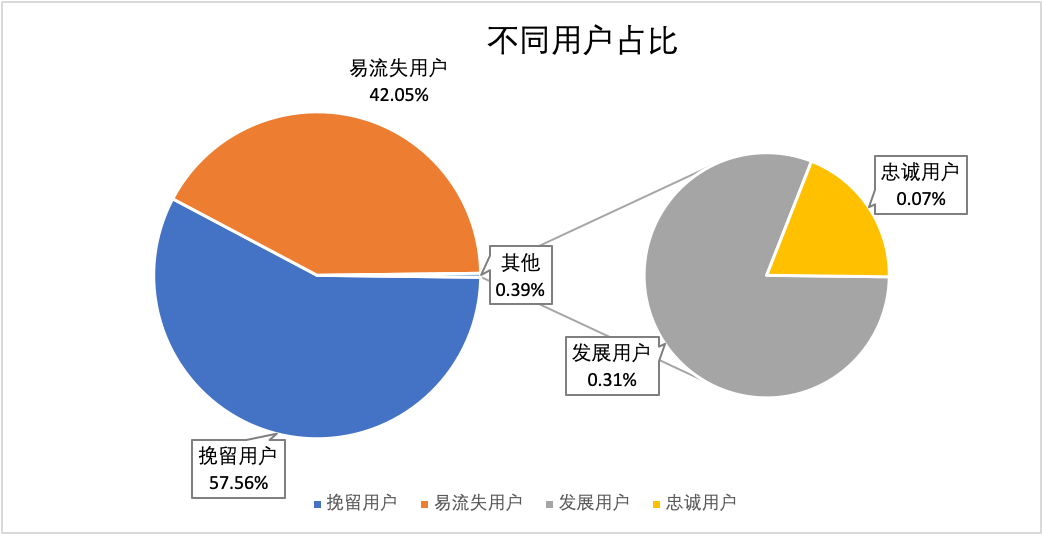 不同用户占比
易流失用户
42.05%
忠诚用户
0.07%
其他
0.39%
发展用户
0.31%
挽留用户
57.56%
挽留用户
易流失用户
发展用户
忠诚用户